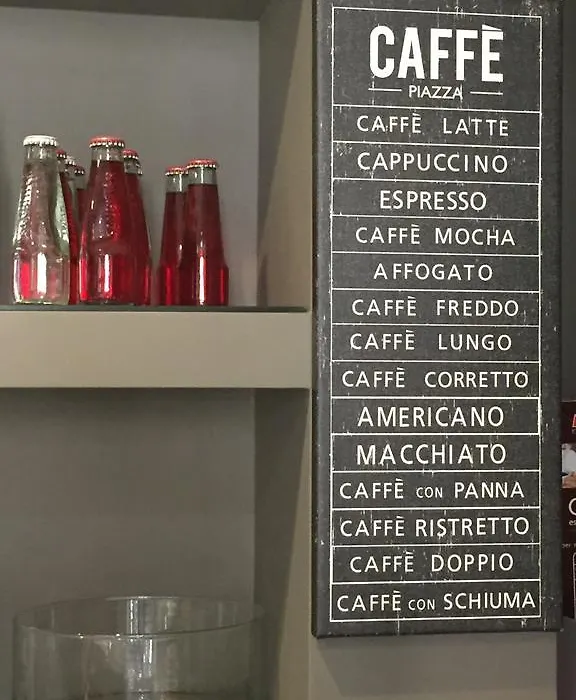 CAFFÈ
PIAZZA
CAFFÈ LATTE
CAPPUCCINO
ESPRESSO
CAFFÈ MOCHA
AFFOGATO
CAFFÈ FREDDO
CAFFÈ LUNGO
CAFFÈ CORRETTO
AMERICANO
MACCHIATO
CAFFÈ CON PANNA
CAFFÈ RISTRETTO
CAFFÈ DOPPIO
CAFFÈ CON SCHIUMA